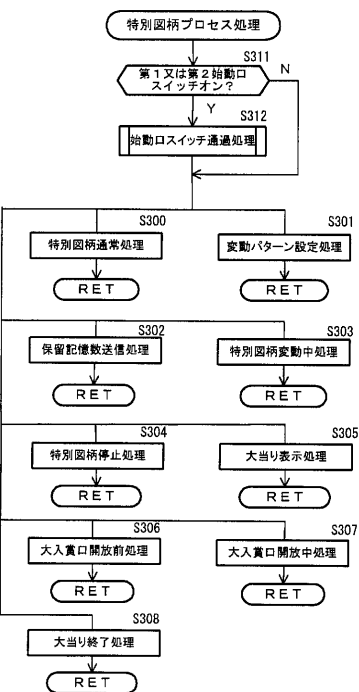 特別図柄プロセス処理
S311
第１又は第２始動口
スイッチオン？
N
Y
S312
始動口スイッチ通過処理
S300
特別図柄通常処理
RET
S301
変動パターン設定処理
RET
S302
保留記憶数送信処理
RET
S303
特別図柄変動中処理
RET
S304
特別図柄停止処理
RET
S305
大当り表示処理
RET
S306
大入賞口開放前処理
RET
S307
大入賞口開放中処理
RET
S308
大当り終了処理
RET